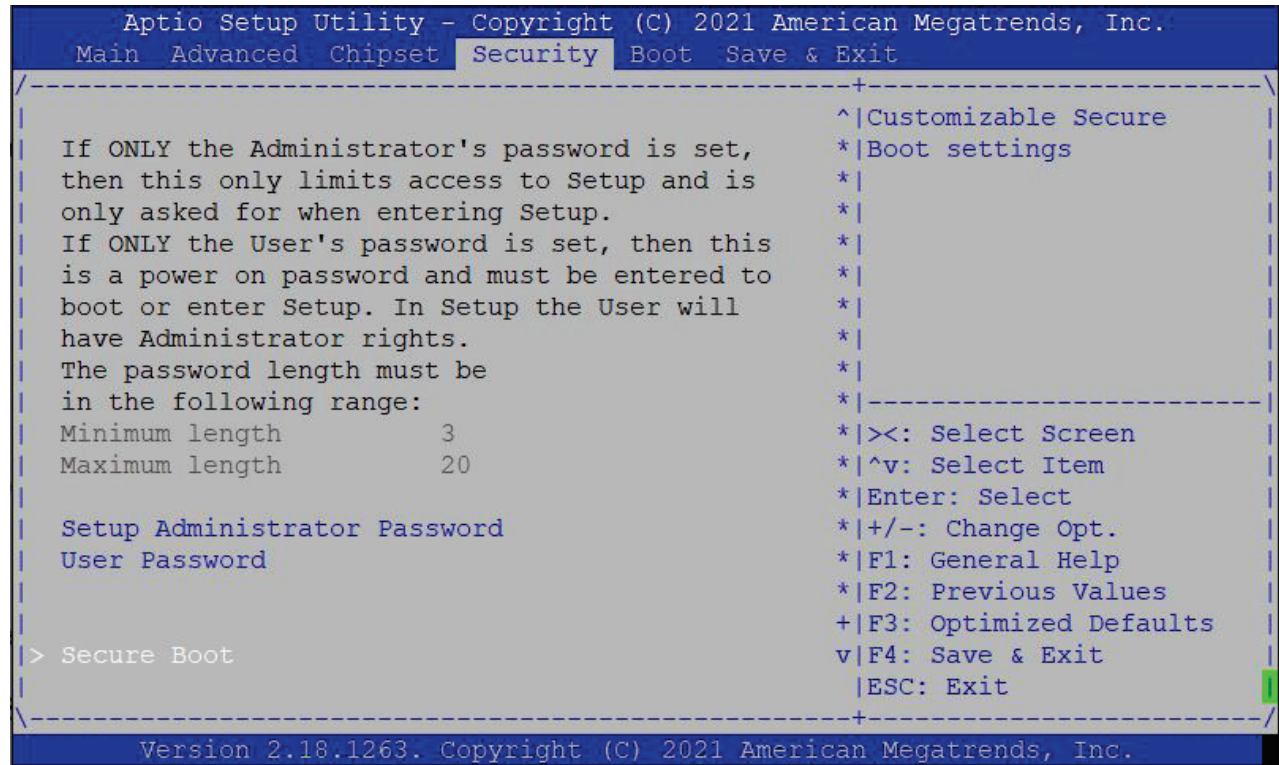 Aptio Setup Utility - Copyright (C) 2021 American Megatrends, Inc.
Main Advanced Chipset Security Boot Save & Exit
/----------------------------------------------------+-------------------------\
| ^|Customizable Secure |
| If ONLY the Administrator's password is set, *|Boot settings |
| then this only limits access to Setup and is *| |
| only asked for when entering Setup. *| |
| If ONLY the User's password is set, then this *| |
| is a power on password and must be entered to *| |
| boot or enter Setup. In Setup the User will *| |
| have Administrator rights. *| |
| The password length must be *| |
| in the following range: *|-------------------------|
| Minimum length 3 *|><: Select Screen |
| Maximum length 20 *|^v: Select Item |
| *|Enter: Select |
| Setup Administrator Password *|+/-: Change Opt. |
| User Password *|F1: General Help |
| *|F2: Previous Values |
| +|F3: Optimized Defaults |
|> Secure Boot v|F4: Save & Exit |
| |ESC: Exit |
\----------------------------------------------------+-------------------------/
Version 2.18.1263. Copyright (C) 2021 American Megatrends, Inc.